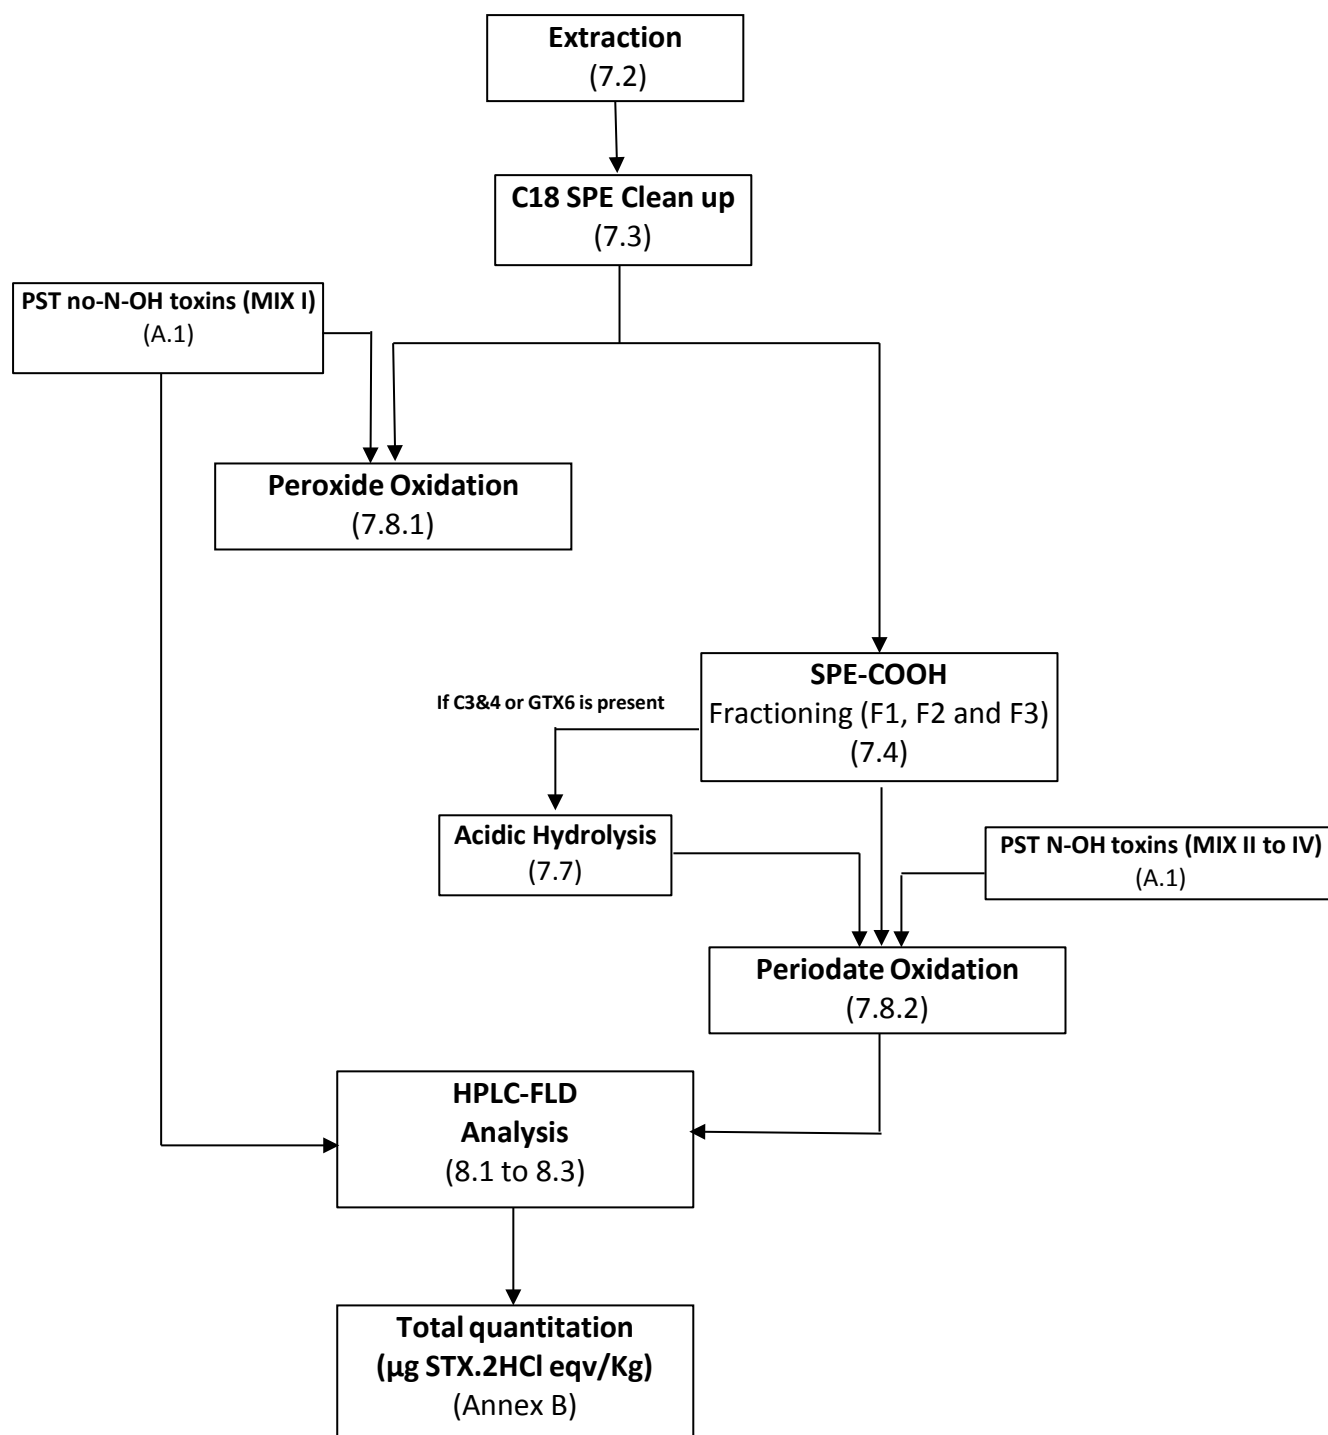 Extraction
(7.2)
C18 SPE Clean up
(7.3)
PST no-N-OH toxins (MIX I)
(A.1)
Peroxide Oxidation
(7.8.1)
SPE-COOH
Fractioning (F1, F2 and F3)
(7.4)
If C3&4 or GTX6 is present
Acidic Hydrolysis
(7.7)
PST N-OH toxins (MIX II to IV)
(A.1)
Periodate Oxidation
(7.8.2)
HPLC-FLD
Analysis
(8.1 to 8.3)
Total quantitation
(µg STX.2HCl eqv/Kg)
(Annex B)